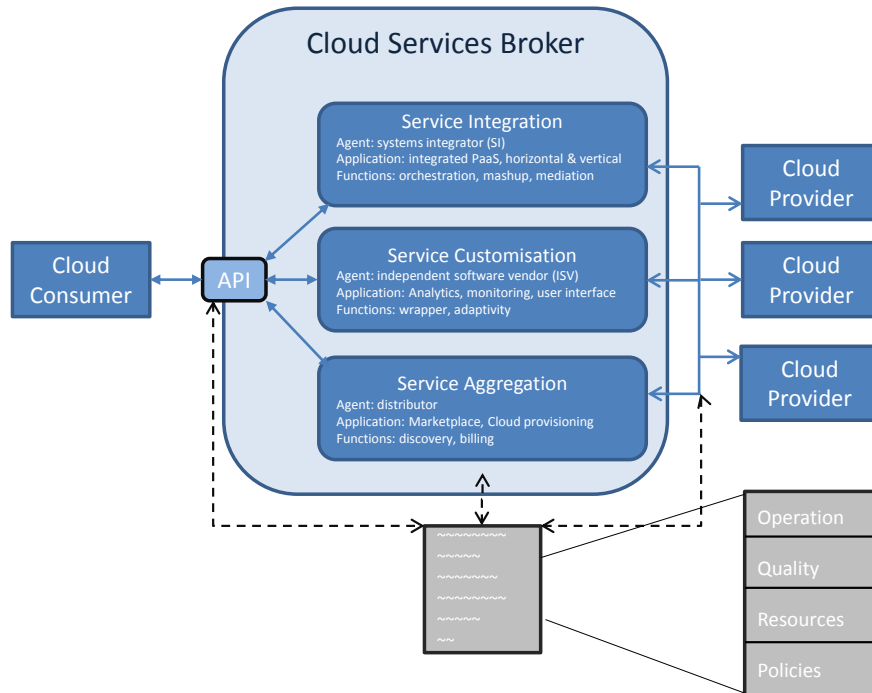 Cloud Services Broker
Service Integration
Agent: systems integrator (SI)
Application: integrated PaaS, horizontal & vertical
Functions: orchestration, mashup, mediation
Cloud
Provider
Cloud
Consumer
API
Service Customisation
Agent: independent software vendor (ISV)
Application: Analytics, monitoring, user interface
Functions: wrapper, adaptivity
Cloud
Provider
Service Aggregation
Agent: distributor
Application: Marketplace, Cloud provisioning
Functions: discovery, billing
Cloud
Provider
~~~~~~~~
~~~~~
~~~~~~~
~~~~~~~~
~~~~~
~~
Operation
Quality
Resources
Policies